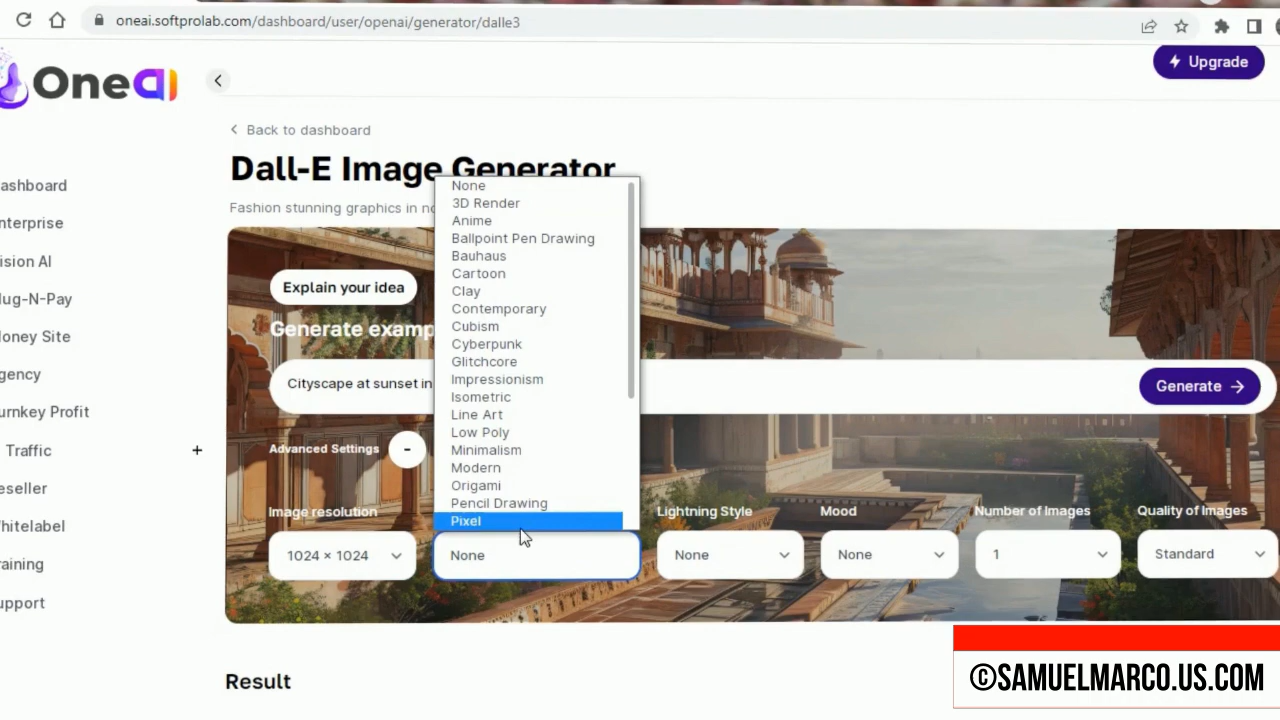 oneai.softprolab.com/dashboard/user/openai/generator/dalle3
OneaI
Upgrade
Back to dashboard
Dall-E Image Generator
Fashion stunning graphics in
ashboard
nterprise
ision AI
lug-N-Pay
oney Site
gency
urnkey Profit
Traffic
+
eseller
hitelabel
raining
upport
Explain your idea
Generate examp
Cityscape at sunset in
Generate
Advanced Settings
-
None
3D Render
Anime
Ballpoint Pen Drawing
Bauhaus
Cartoon
Clay
Contemporary
Cubism
Cyberpunk
Glitchcore
Impressionism
Isometric
Line Art
Low Poly
Minimalism
Modern
Origami
Pencil Drawing
Pixel
Image resolution
Lightning Style
Mood
Number of Images
Quality of Images
1024 × 1024
None
None
None
1
Standard
Result
©SAMUELMARCO.US.COM